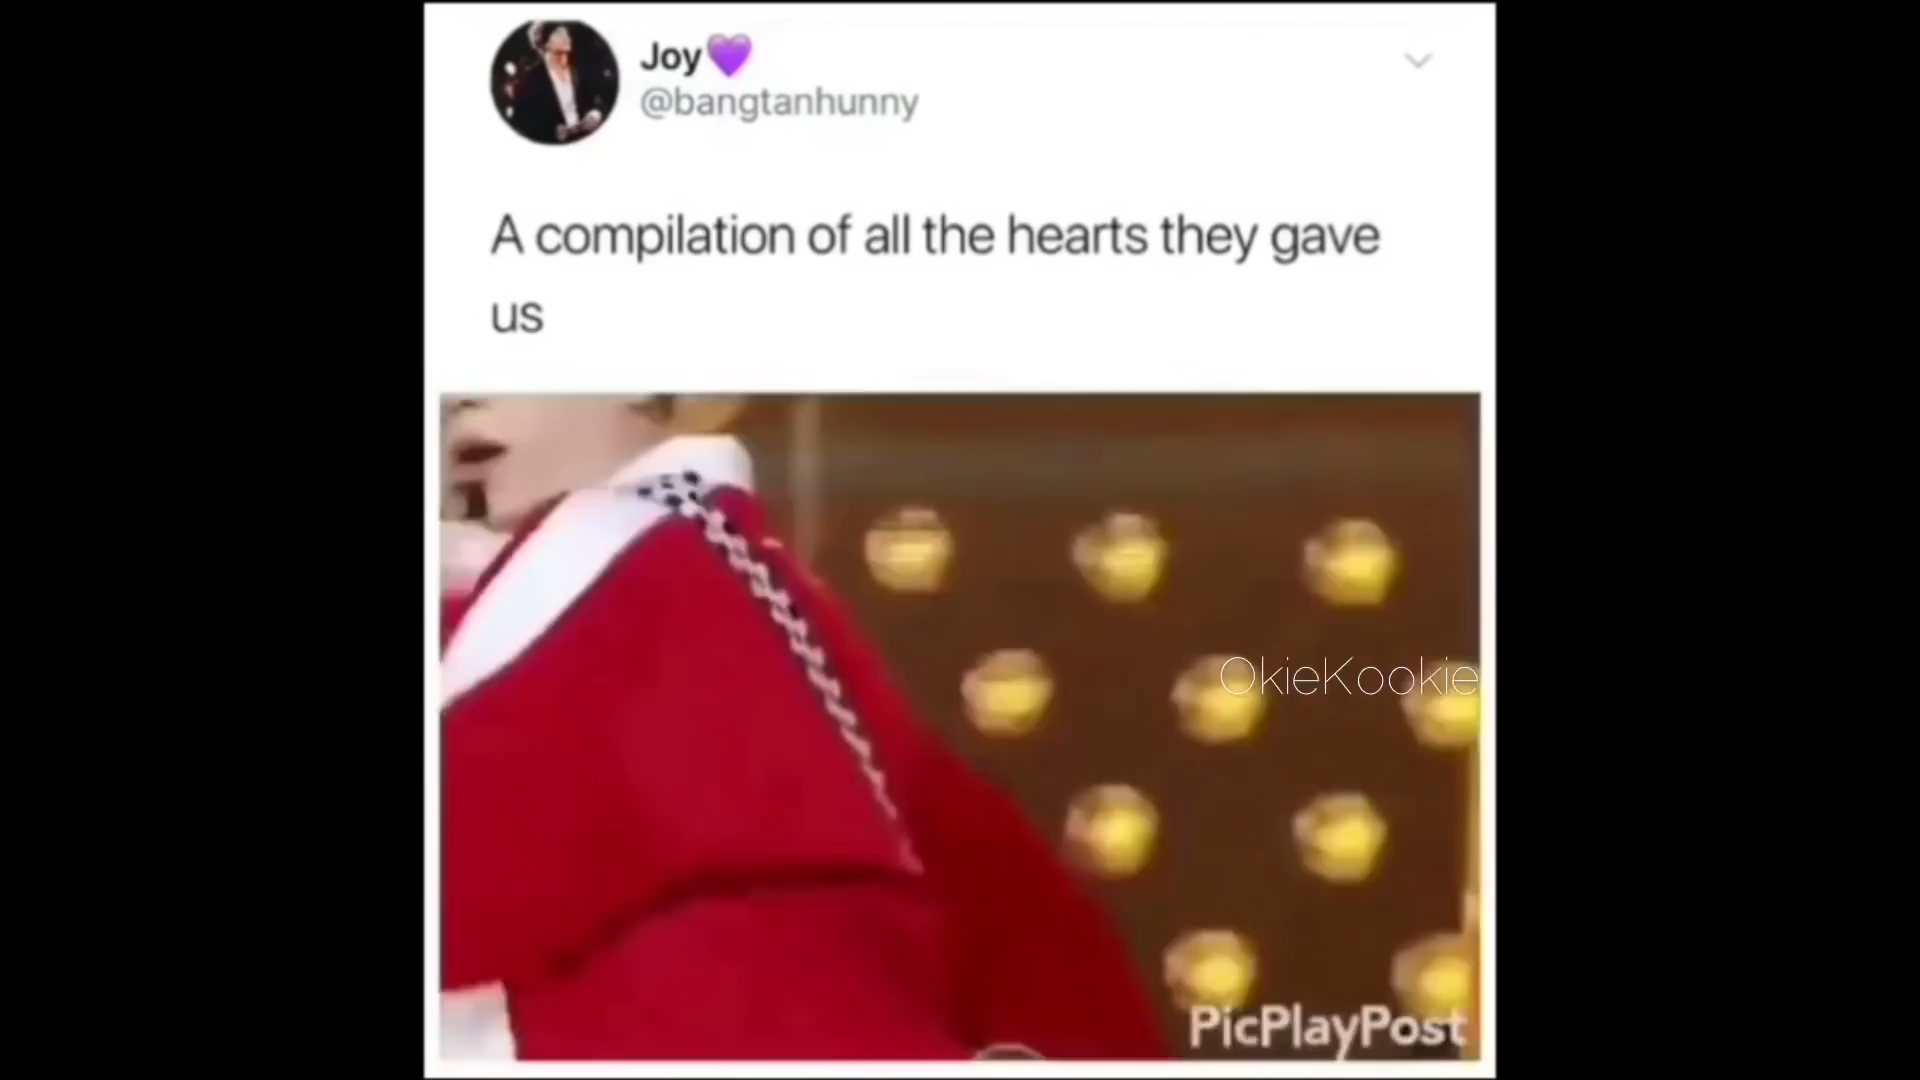 Joy💜
@bangtanhunny
A compilation of all the hearts they gave
us
OkieKookie
PicPlayPost